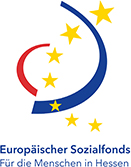 Europäischer Sozialfonds
Für die Menschen in Hessen